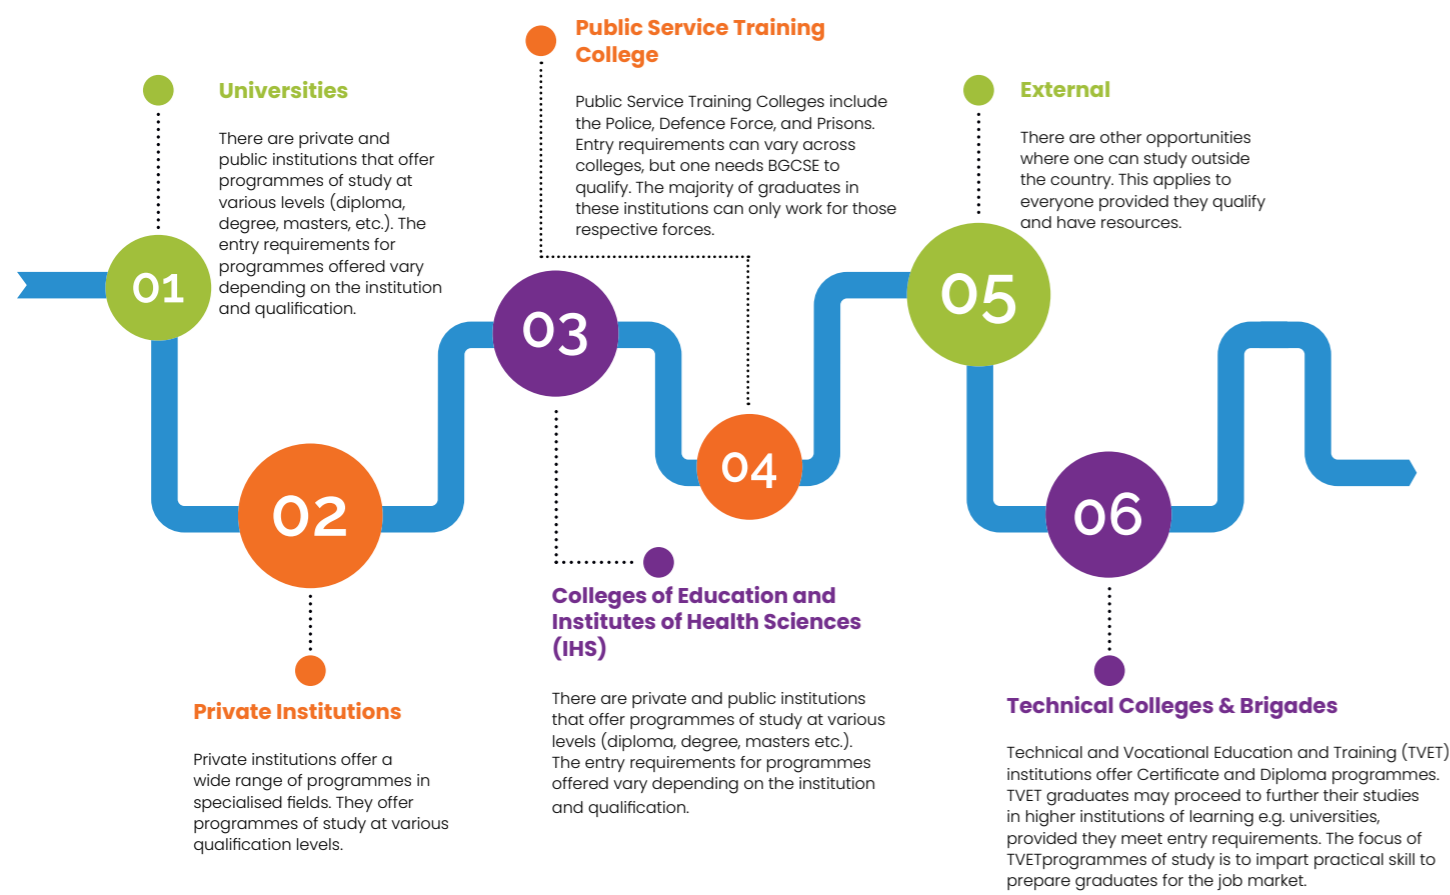 01
Universities
There are private and
public institutions that offer
programmes of study at
various levels (diploma,
degree, masters, etc.). The
entry requirements for
programmes offered vary
depending on the institution
and qualification.
02
Private Institutions
Private institutions offer a
wide range of programmes in
specialised fields. They offer
programmes of study at various
qualification levels.
03
Colleges of Education and
Institutes of Health Sciences
(IHS)
There are private and public institutions
that offer programmes of study at various
levels (diploma, degree, masters etc.).
The entry requirements for programmes
offered vary depending on the institution
and qualification.
04
Public Service Training
College
Public Service Training Colleges include
the Police, Defence Force, and Prisons.
Entry requirements can vary across
colleges, but one needs BGCSE to
qualify. The majority of graduates in
these institutions can only work for those
respective forces.
05
External
There are other opportunities
where one can study outside
the country. This applies to
everyone provided they qualify
and have resources.
06
Technical Colleges & Brigades
Technical and Vocational Education and Training (TVET)
institutions offer Certificate and Diploma programmes.
TVET graduates may proceed to further their studies
in higher institutions of learning e.g. universities,
provided they meet entry requirements. The focus of
TVETprogrammes of study is to impart practical skill to
prepare graduates for the job market.